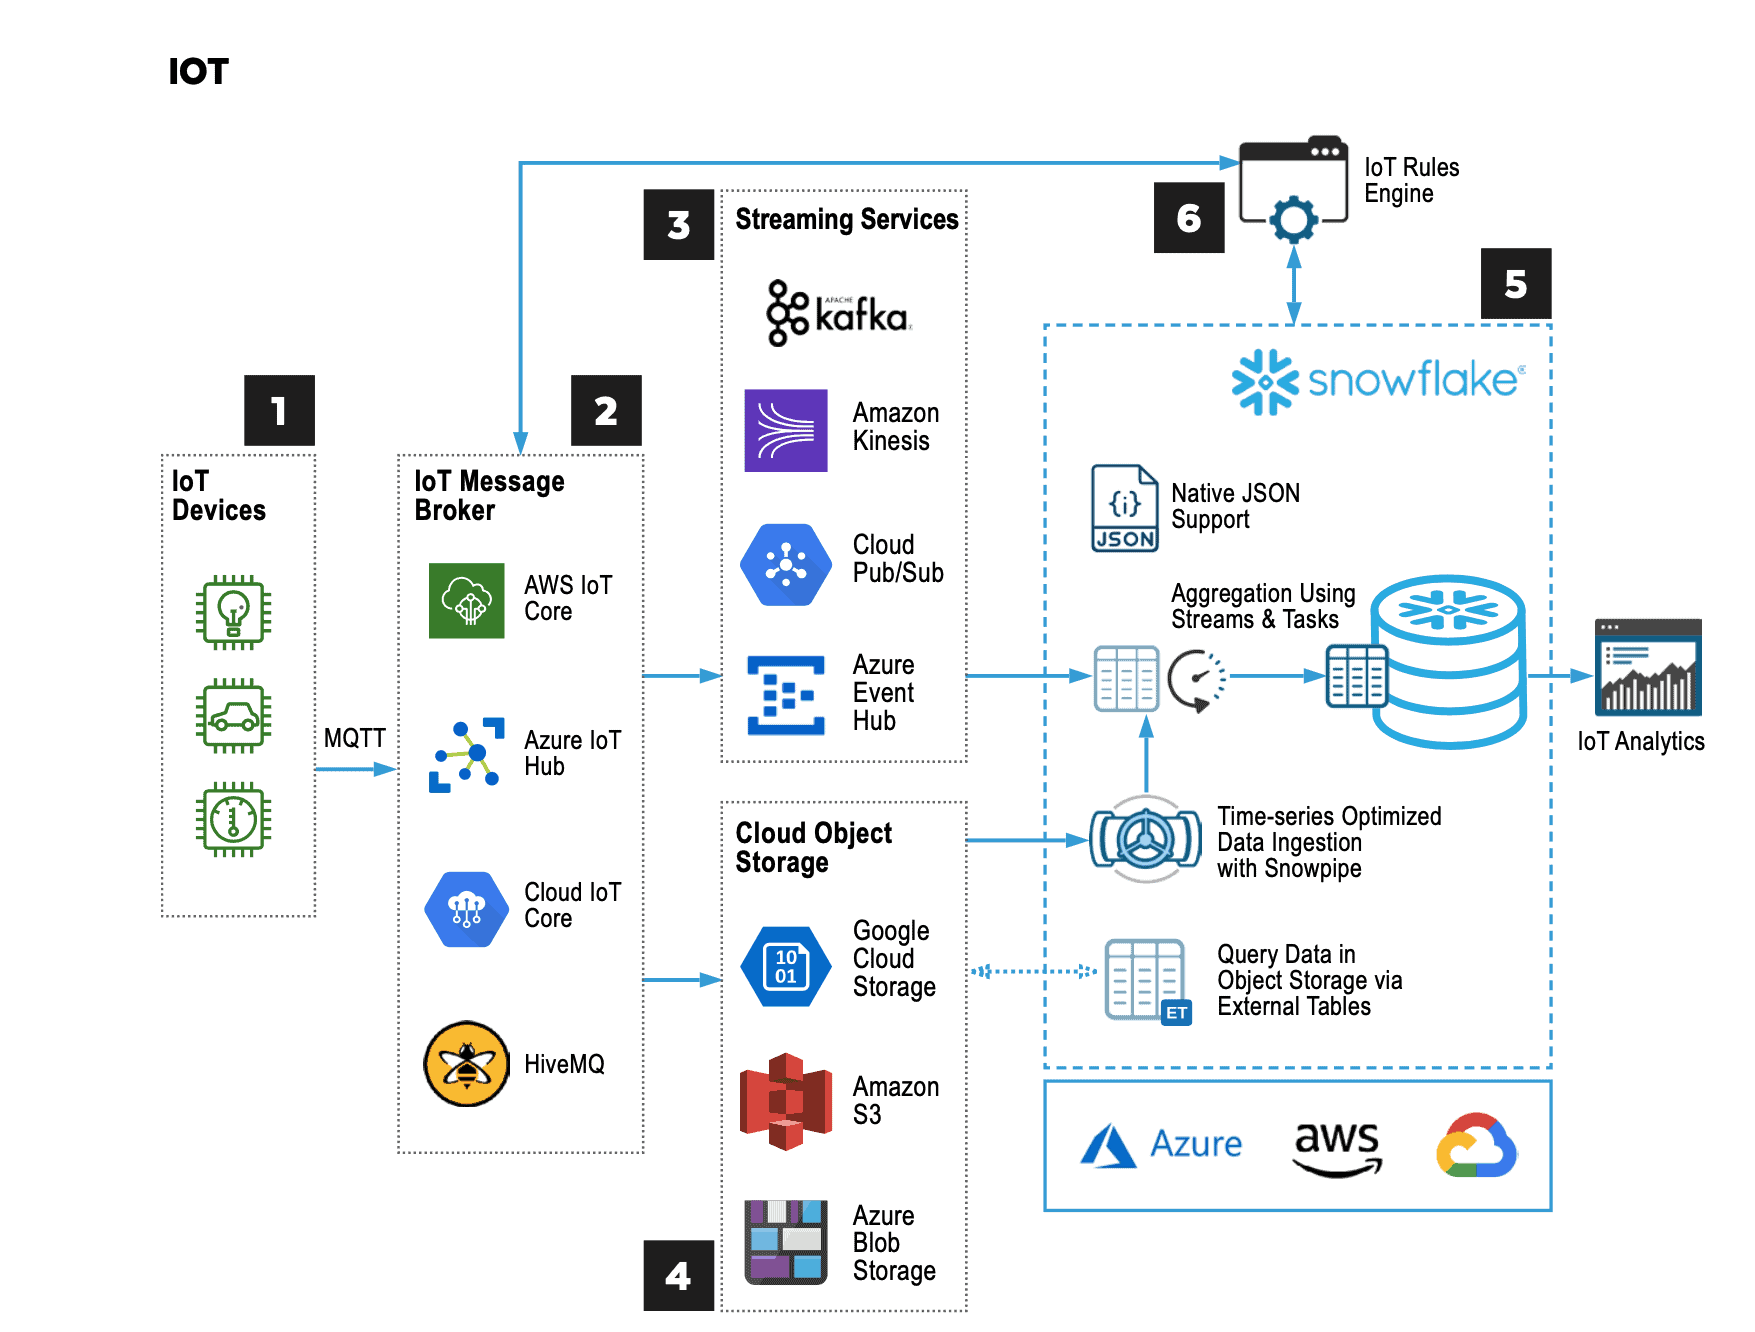 IOT
IoT Rules
Engine
6
3
Streaming Services
5
APACHE
kafka
snowflake
1
2
Amazon
Kinesis
IoT
Devices
IoT Message
Broker
Native JSON
Support
{i}
JSON
Cloud
Pub/Sub
AWS IoT
Core
Aggregation Using
Streams & Tasks
Azure
Event
Hub
MQTT
Azure IoT
Hub
IoT Analytics
Cloud Object
Storage
Time-series Optimized
Data Ingestion
with Snowpipe
Cloud IoT
Core
Google
Cloud
Storage
10
01
Query Data in
Object Storage via
External Tables
ET
HiveMQ
Amazon
S3
Azure
aws
Azure
Blob
Storage
4